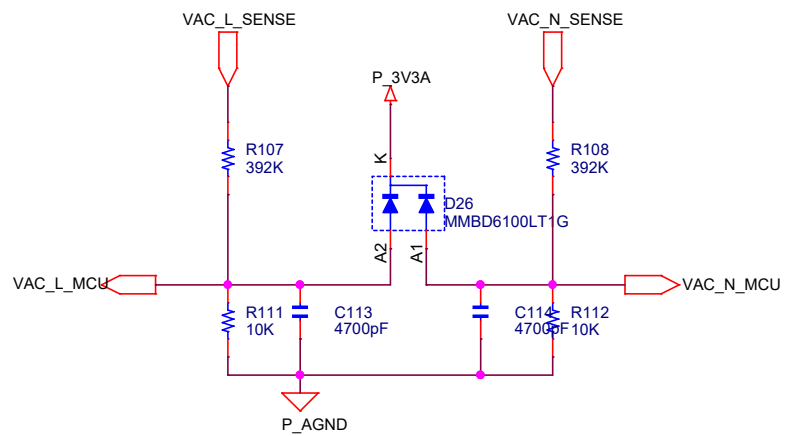 VAC_L_SENSE
VAC_N_SENSE
P_3V3A
R107
392K
R108
392K
K
D26
MMBD6100LT1G
A2
A1
VAC_L_MCU
VAC_N_MCU
R111
10K
C113
4700pF
C114
4700pF
R112
10K
P_AGND